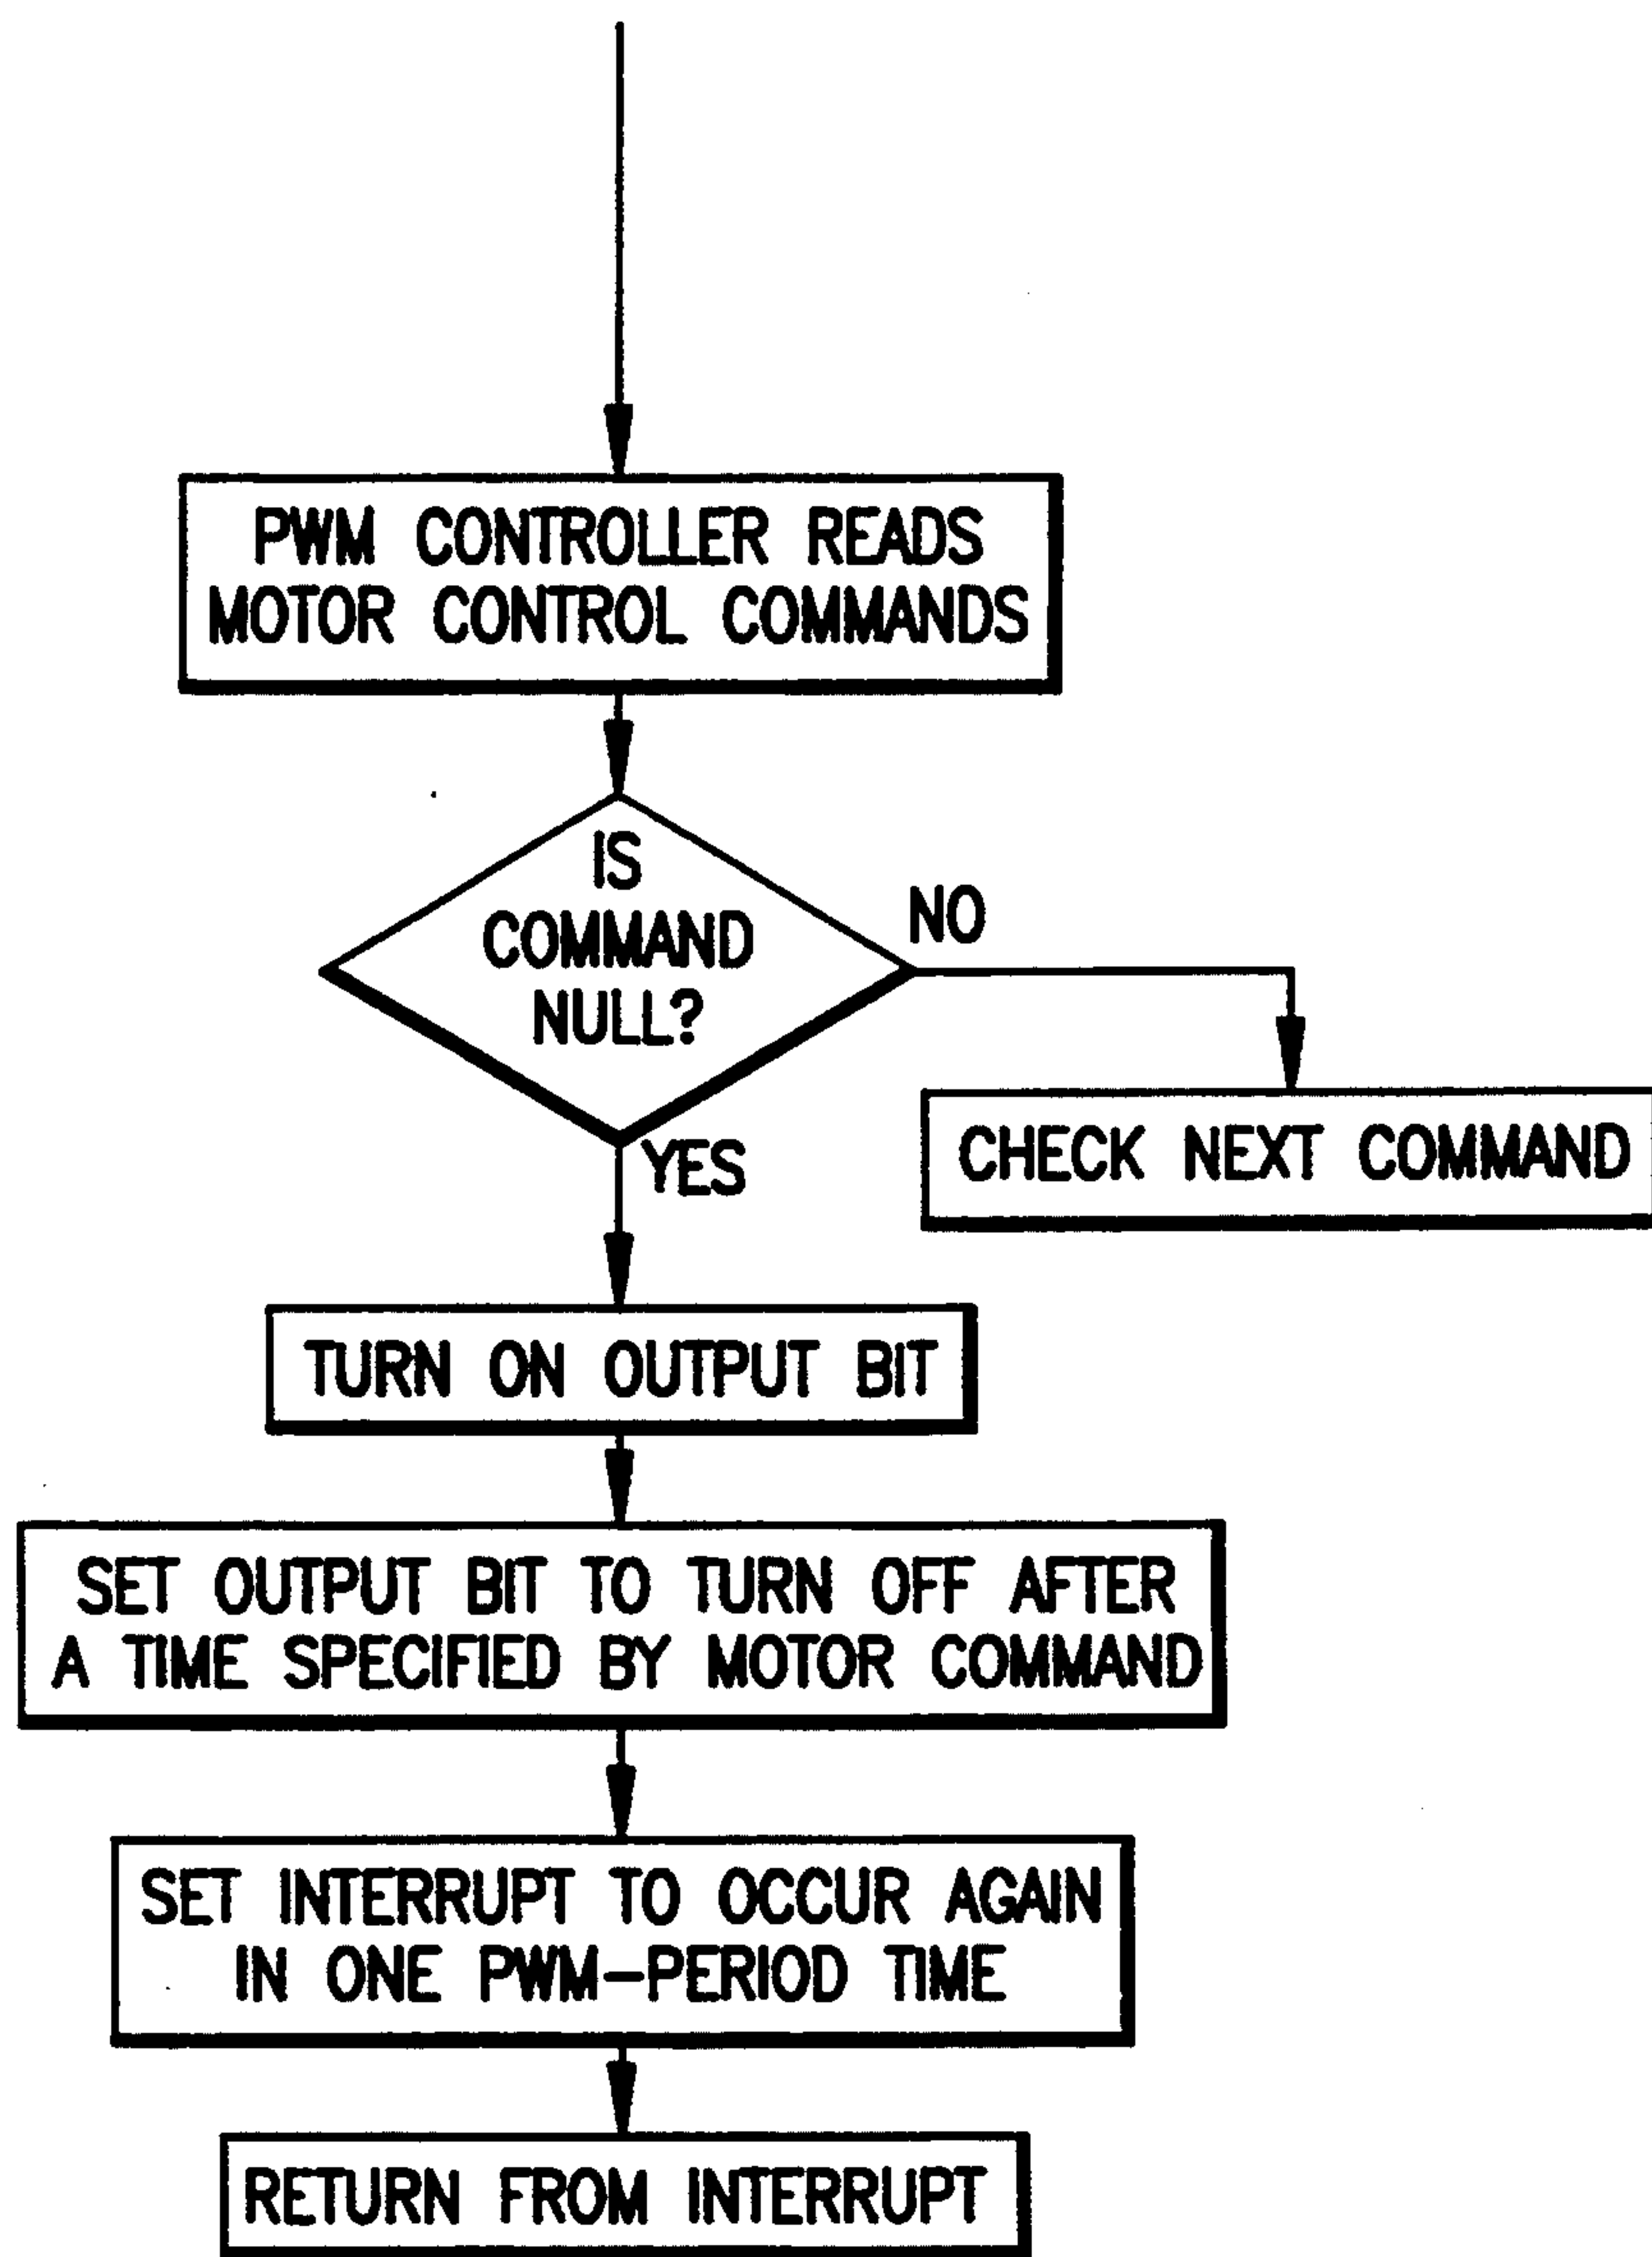 PWM CONTROLLER READS
MOTOR CONTROL COMMANDS
IS
COMMAND
NULL?
NO
CHECK NEXT COMMAND
YES
TURN ON OUTPUT BIT
SET OUTPUT BIT TO TURN OFF AFTER
A TIME SPECIFIED BY MOTOR COMMAND
SET INTERRUPT TO OCCUR AGAIN
IN ONE PWM-PERIOD TIME
RETURN FROM INTERRUPT